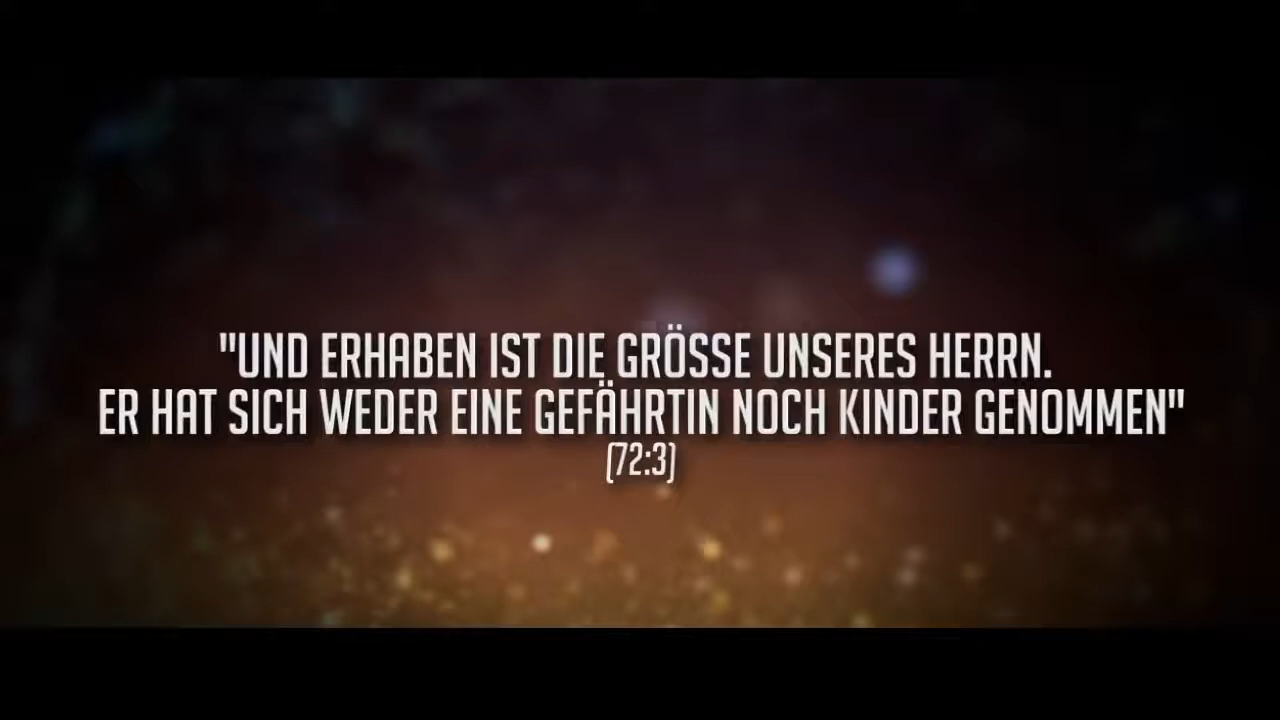 "UND ERHABEN IST DIE GRÖSSE UNSERES HERRN.
ER HAT SICH WEDER EINE GEFÄHRTIN NOCH KINDER GENOMMEN"
(72:3)